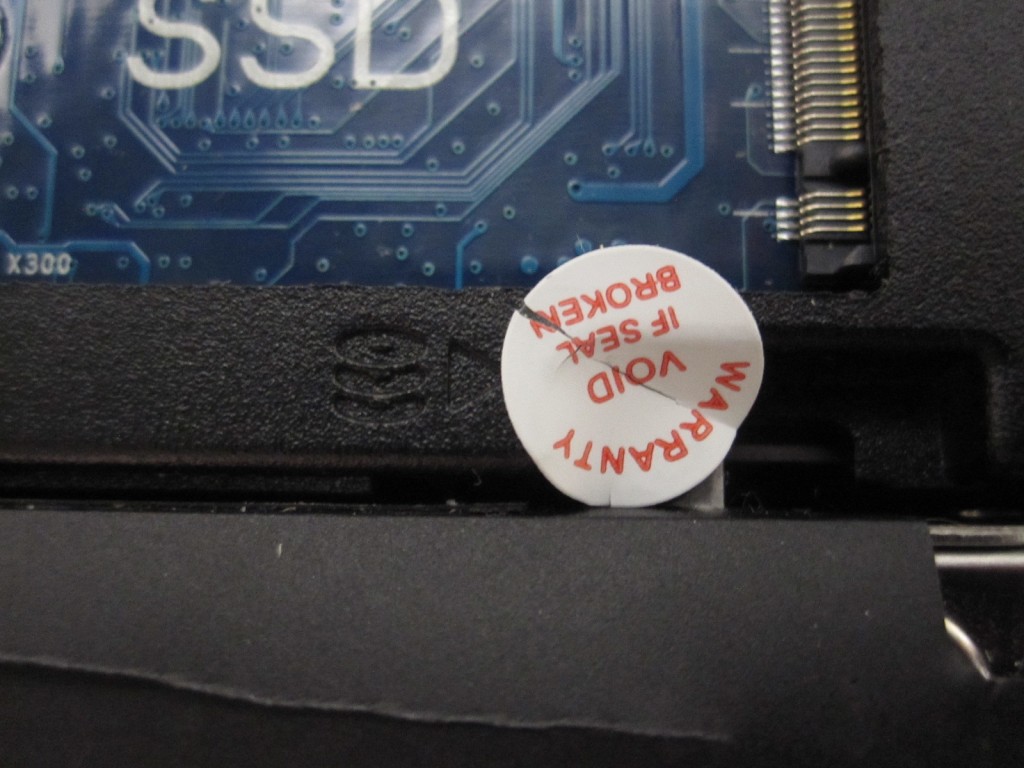 SSD
X300
WARRANTY
VOID
IF SEAL
BROKEN